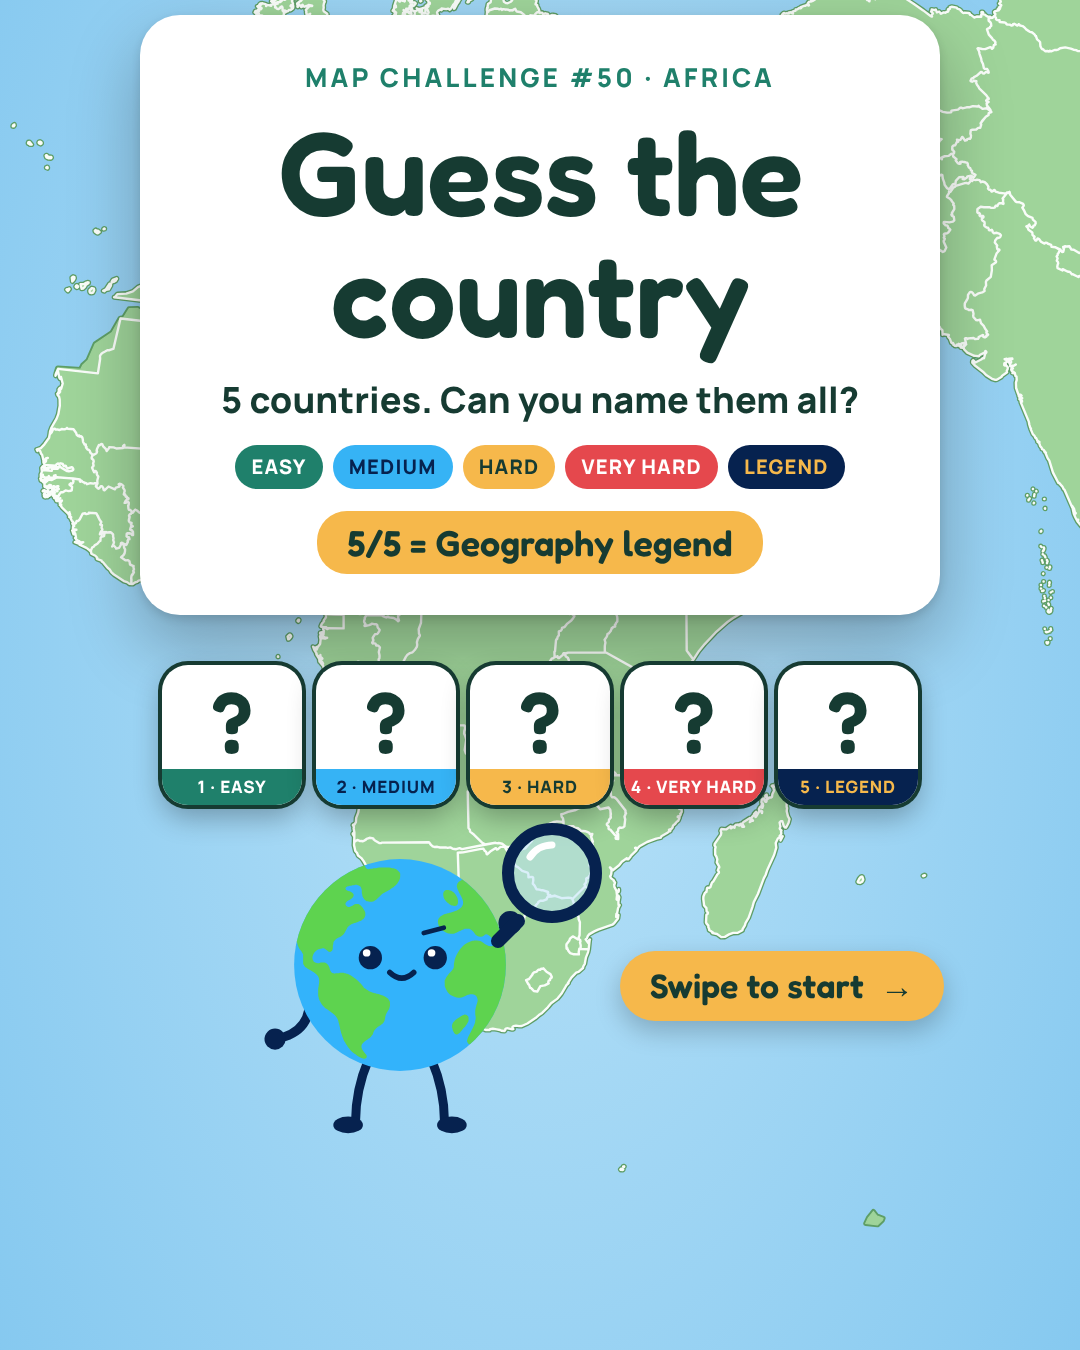 MAP CHALLENGE #50 · AFRICA
Guess the
country
5 countries. Can you name them all?
EASY MEDIUM HARD VERY HARD LEGEND
5/5 = Geography legend
? ? ? ? ?
1 · EASY 2 · MEDIUM 3 · HARD 4 · VERY HARD 5 · LEGEND
Swipe to start →